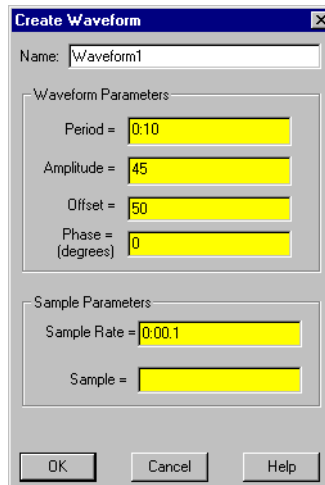 Create Waveform
Name: Waveform1
Waveform Parameters
Period = 0:10
Amplitude = 45
Offset = 50
Phase = (degrees) 0
Sample Parameters
Sample Rate = 0:00.1
Sample =
OK Cancel Help